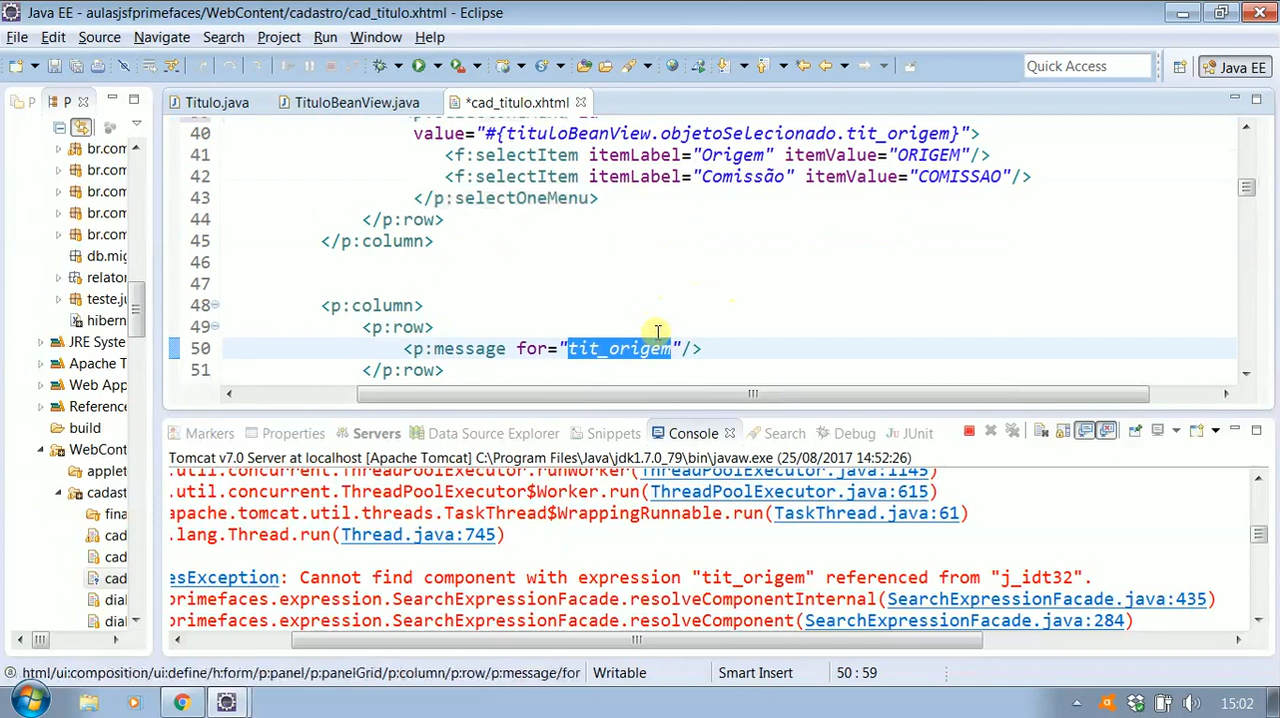 Java EE - aulasjsfprimefaces/WebContent/cadastro/cad_titulo.xhtml - Eclipse
File Edit Source Navigate Search Project Run Window Help
Quick Access
Java EE
P P
Titulo.java TituloBeanView.java *cad_titulo.xhtml
br.com
br.com
br.com
br.com
br.com
db.mig
relator
teste.ju
hibern
JRE Syste
Apache T
Web App
Reference
build
WebCont
applet
cadast
fina
cad
cad
cad
dial
dial
40 value="#{tituloBeanView.objetoSelecionado.tit_origem}">
41 <f:selectItem itemLabel="Origem" itemValue="ORIGEM"/>
42 <f:selectItem itemLabel="Comissão" itemValue="COMISSAO"/>
43 </p:selectOneMenu>
44 </p:row>
45 </p:column>
46
47
48 <p:column>
49 <p:row>
50 <p:message for="tit_origem"/>
51 </p:row>
Markers Properties Servers Data Source Explorer Snippets Console Search Debug JUnit
Tomcat v7.0 Server at localhost [Apache Tomcat] C:\Program Files\Java\jdk1.7.0_79\bin\javaw.exe (25/08/2017 14:52:26)
.util.concurrent.ThreadPoolExecutor.runWorker(ThreadPoolExecutor.java:1145)
.util.concurrent.ThreadPoolExecutor$Worker.run(ThreadPoolExecutor.java:615)
apache.tomcat.util.threads.TaskThread$WrappingRunnable.run(TaskThread.java:61)
.lang.Thread.run(Thread.java:745)
esException: Cannot find component with expression "tit_origem" referenced from "j_idt32".
primefaces.expression.SearchExpressionFacade.resolveComponentInternal(SearchExpressionFacade.java:435)
primefaces.expression.SearchExpressionFacade.resolveComponent(SearchExpressionFacade.java:284)
html/ui:composition/ui:define/h:form/p:panel/p:panelGrid/p:column/p:row/p:message/for Writable Smart Insert 50 : 59
15:02